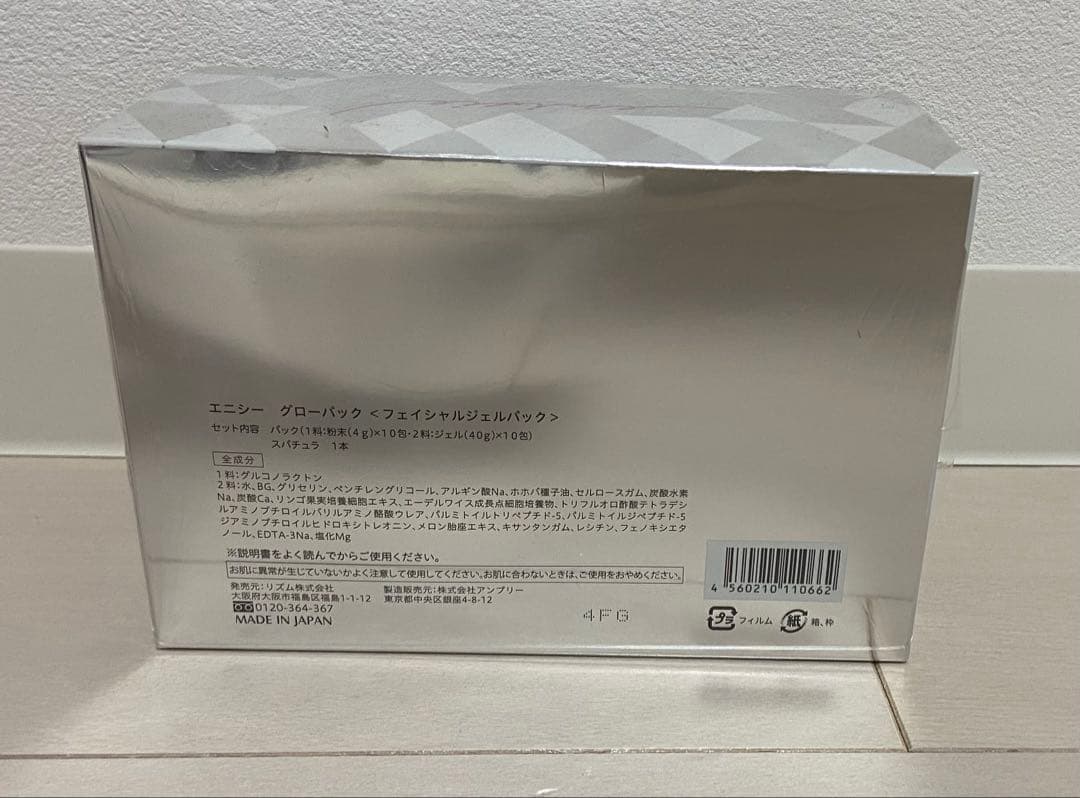 エニシー　グローパック＜フェイシャルジェルパック＞
セット内容　パック(1料:粉末(4g)×10包・2料:ジェル(40g)×10包)
スパチュラ　1本
全成分
1料:グルコノラクトン
2料:水、BG、グリセリン、ペンチレングリコール、アルギン酸Na、ホホバ種子油、セルロースガム、炭酸水素
Na、炭酸Ca、リンゴ果実培養細胞エキス、エーデルワイス成長点細胞培養物、トリフルオロ酢酸テトラデシ
ルアミノブチロイルバリルアミノ酪酸ウレア、パルミトイルトリペプチド-5、パルミトイルジペプチド-5
ジアミノブチロイルヒドロキシトレオニン、メロン胎座エキス、キサンタンガム、レシチン、フェノキシエタ
ノール、EDTA-3Na、塩化Mg
※説明書をよく読んでからご使用ください。
お肌に異常が生じていないかよく注意して使用してください。お肌に合わないときは、ご使用をおやめください。
発売元:リズム株式会社　製造販売元:株式会社アンプリー
大阪府大阪市福島区福島1-1-12　東京都中央区銀座4-8-12
0120-364-367
MADE IN JAPAN
4FG
4 560210 110662
プラ フィルム 紙 箱、枠